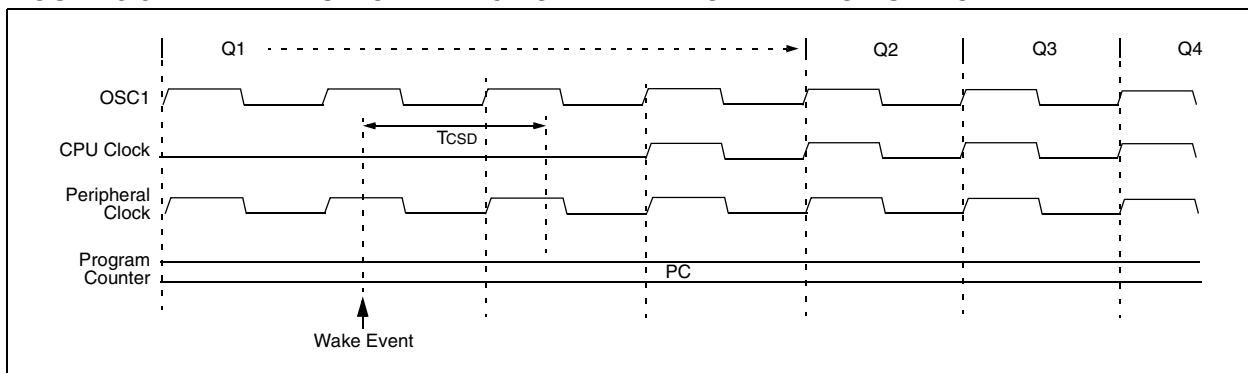 Q1 Q2 Q3 Q4
OSC1
TCSD
CPU Clock
Peripheral
Clock
Program
Counter
PC
Wake Event